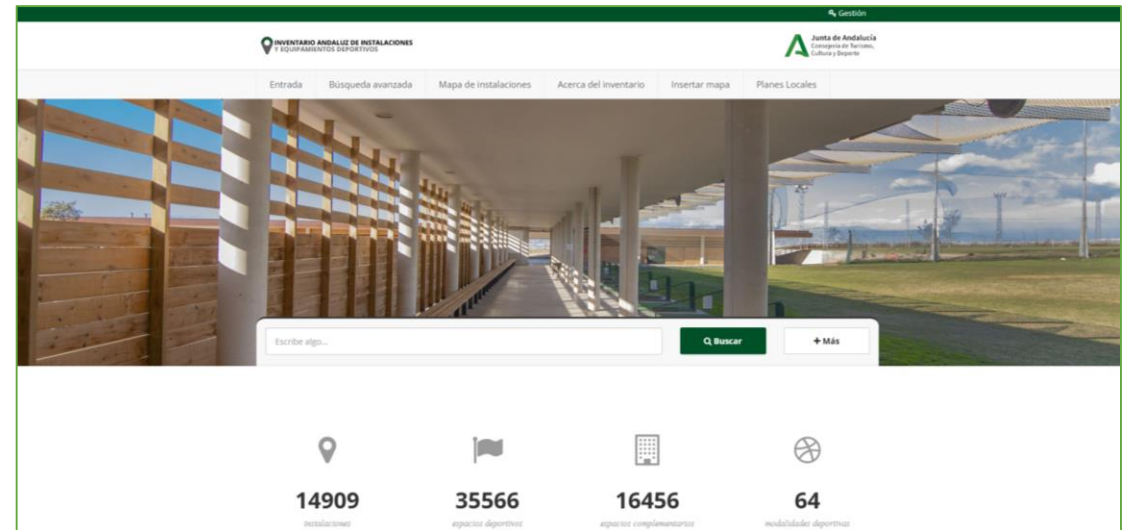 Gestión
INVENTARIO ANDALUZ DE INSTALACIONES
Y EQUIPAMIENTOS DEPORTIVOS
Junta de Andalucía
Consejería de Turismo,
Cultura y Deporte
Entrada Búsqueda avanzada Mapa de instalaciones Acerca del inventario Insertar mapa Planes Locales
Escribe algo... Buscar + Más
14909 35566 16456 64
instalaciones espacios deportivos espacios complementarios modalidades deportivas